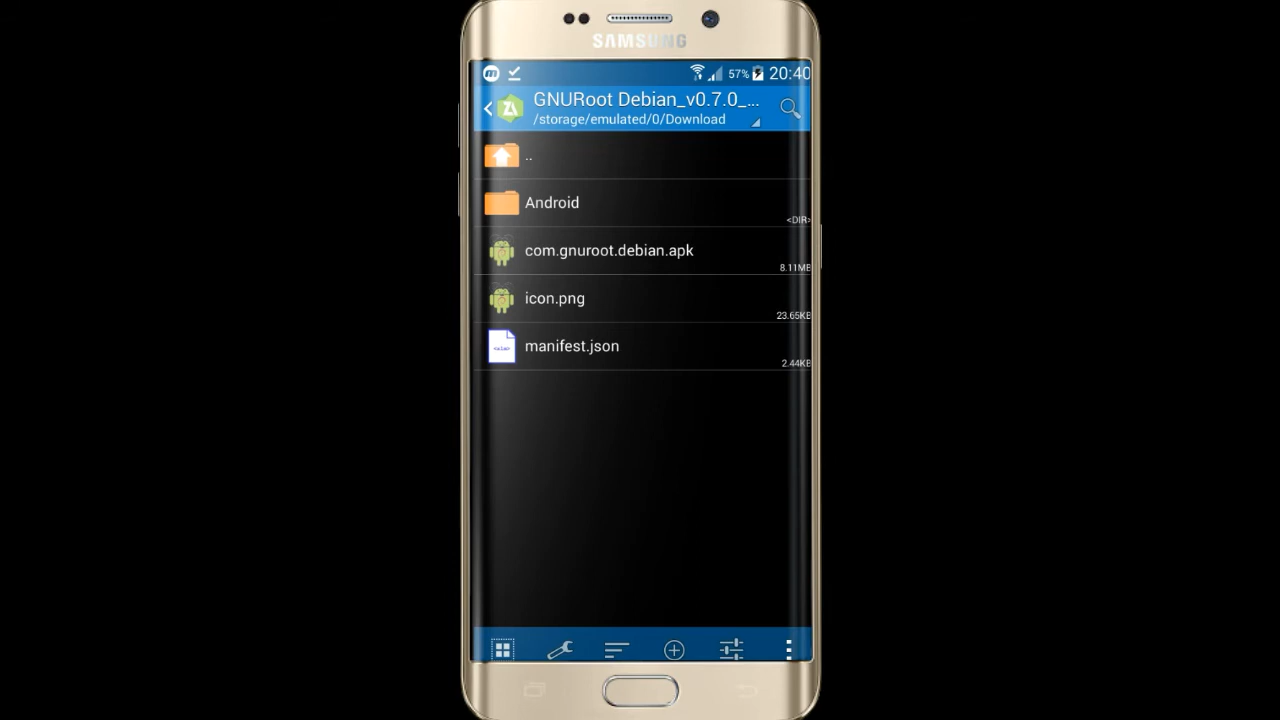 SAMSUNG
57% 20:40
GNURoot Debian_v0.7.0_...
/storage/emulated/0/Download
..
Android
<DIR>
com.gnuroot.debian.apk
8.11MB
icon.png
23.65KB
manifest.json
2.44KB